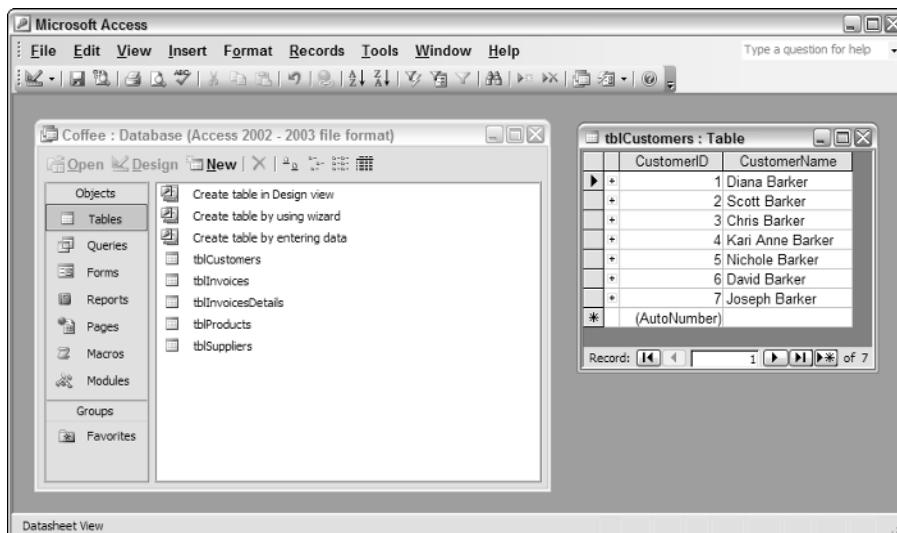 Microsoft Access
File Edit View Insert Format Records Tools Window Help
Type a question for help
Coffee : Database (Access 2002 - 2003 file format)
Open Design New
Objects
Tables
Queries
Forms
Reports
Pages
Macros
Modules
Groups
Favorites
Create table in Design view
Create table by using wizard
Create table by entering data
tblCustomers
tblInvoices
tblInvoicesDetails
tblProducts
tblSuppliers
tblCustomers : Table
CustomerID CustomerName
1 Diana Barker
2 Scott Barker
3 Chris Barker
4 Kari Anne Barker
5 Nichole Barker
6 David Barker
7 Joseph Barker
(AutoNumber)
Record: 1 of 7
Datasheet View